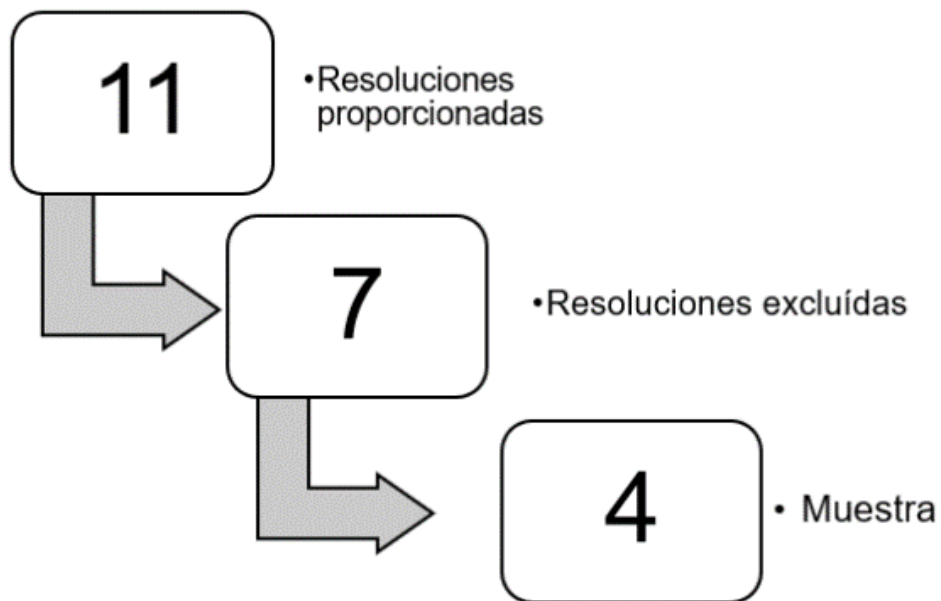 11
•Resoluciones
proporcionadas
7
•Resoluciones excluídas
4
• Muestra